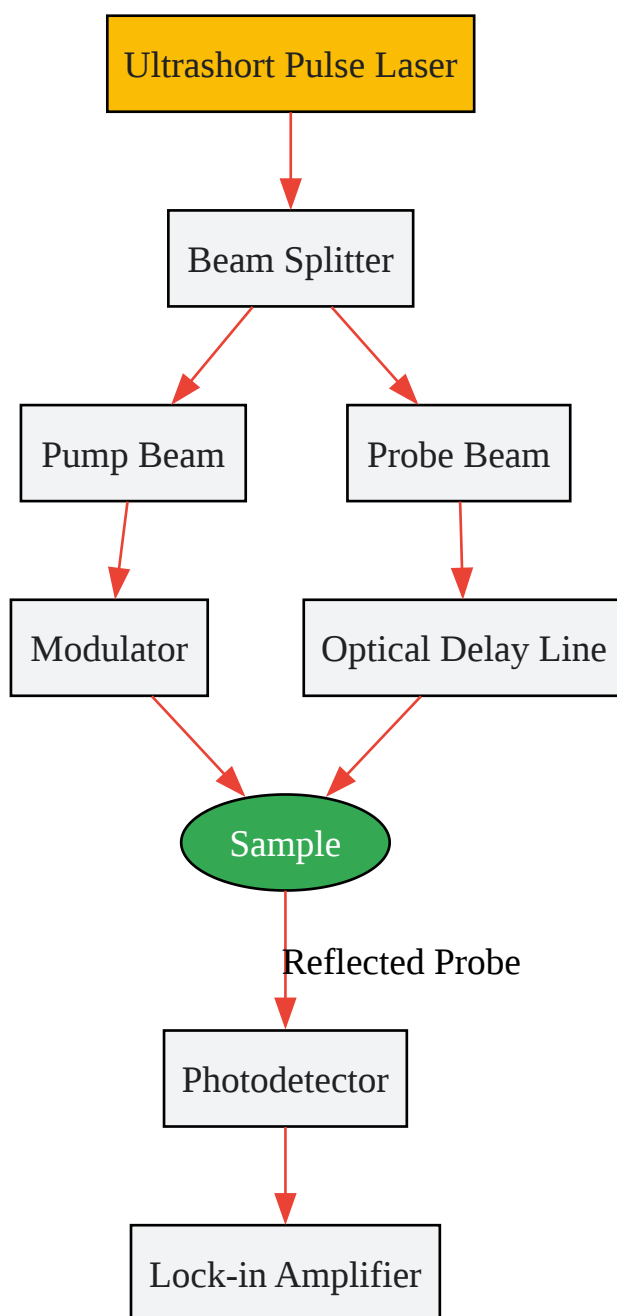 Ultrashort Pulse Laser
Beam Splitter
Pump Beam
Probe Beam
Modulator
Optical Delay Line
Sample
Reflected Probe
Photodetector
Lock-in Amplifier